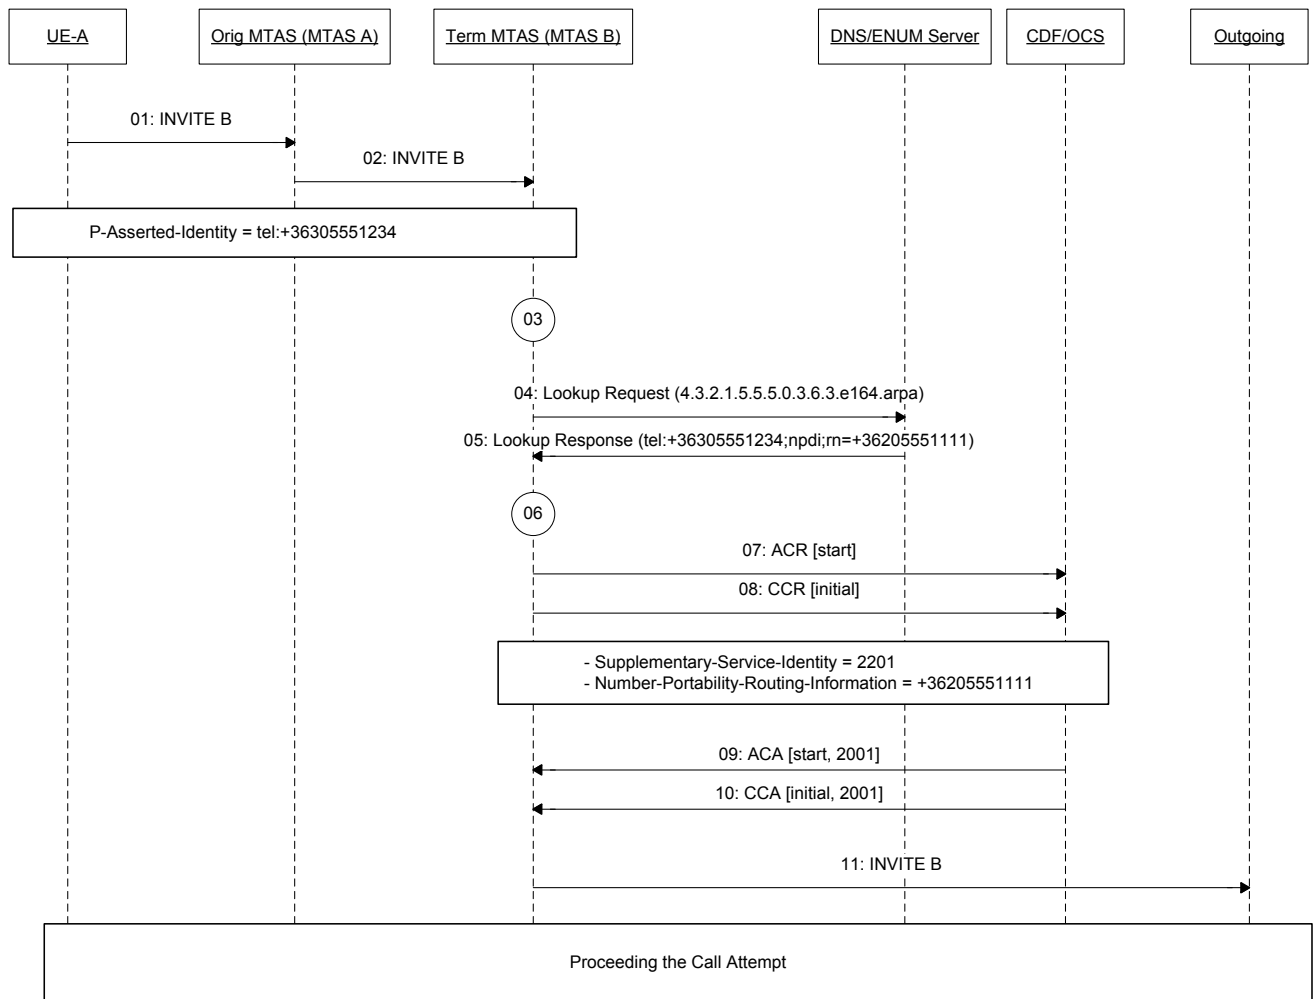 UE-A
Orig MTAS (MTAS A)
Term MTAS (MTAS B)
DNS/ENUM Server
CDF/OCS
Outgoing
01: INVITE B
02: INVITE B
P-Asserted-Identity = tel:+36305551234
03
04: Lookup Request (4.3.2.1.5.5.5.0.3.6.3.e164.arpa)
05: Lookup Response (tel:+36305551234;npdi;rn=+36205551111)
06
07: ACR [start]
08: CCR [initial]
- Supplementary-Service-Identity = 2201
- Number-Portability-Routing-Information = +36205551111
09: ACA [start, 2001]
10: CCA [initial, 2001]
11: INVITE B
Proceeding the Call Attempt